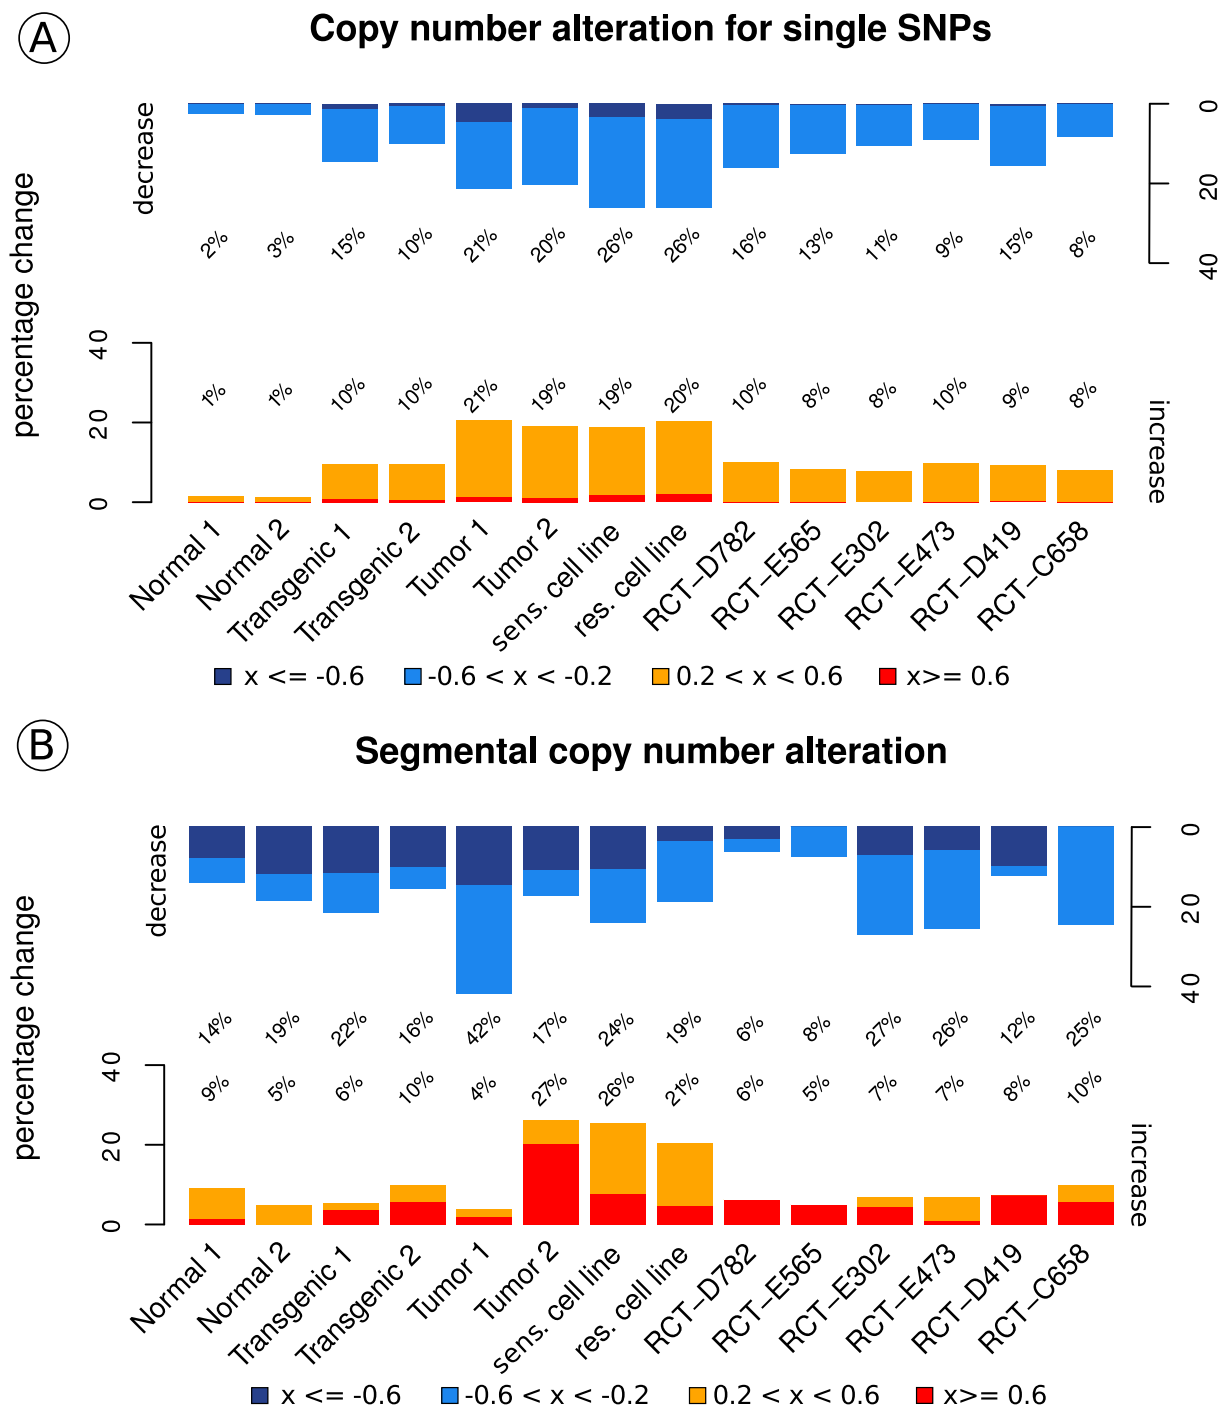 A
Copy number alteration for single SNPs
percentage change
decrease
0
20
40
2% 3% 15% 10% 21% 20% 26% 26% 16% 13% 11% 9% 15% 8%
40
20
0
1% 1% 10% 10% 21% 19% 19% 20% 10% 8% 8% 10% 9% 8%
increase
Normal 1
Normal 2
Transgenic 1
Transgenic 2
Tumor 1
Tumor 2
sens. cell line
res. cell line
RCT−D782
RCT−E565
RCT−E302
RCT−E473
RCT−D419
RCT−C658
x <= -0.6 -0.6 < x < -0.2 0.2 < x < 0.6 x>= 0.6
B
Segmental copy number alteration
percentage change
decrease
0
20
40
14% 19% 22% 16% 42% 17% 24% 19% 6% 8% 27% 26% 12% 25%
40
20
0
9% 5% 6% 10% 4% 27% 26% 21% 6% 5% 7% 7% 8% 10%
increase
Normal 1
Normal 2
Transgenic 1
Transgenic 2
Tumor 1
Tumor 2
sens. cell line
res. cell line
RCT−D782
RCT−E565
RCT−E302
RCT−E473
RCT−D419
RCT−C658
x <= -0.6 -0.6 < x < -0.2 0.2 < x < 0.6 x>= 0.6